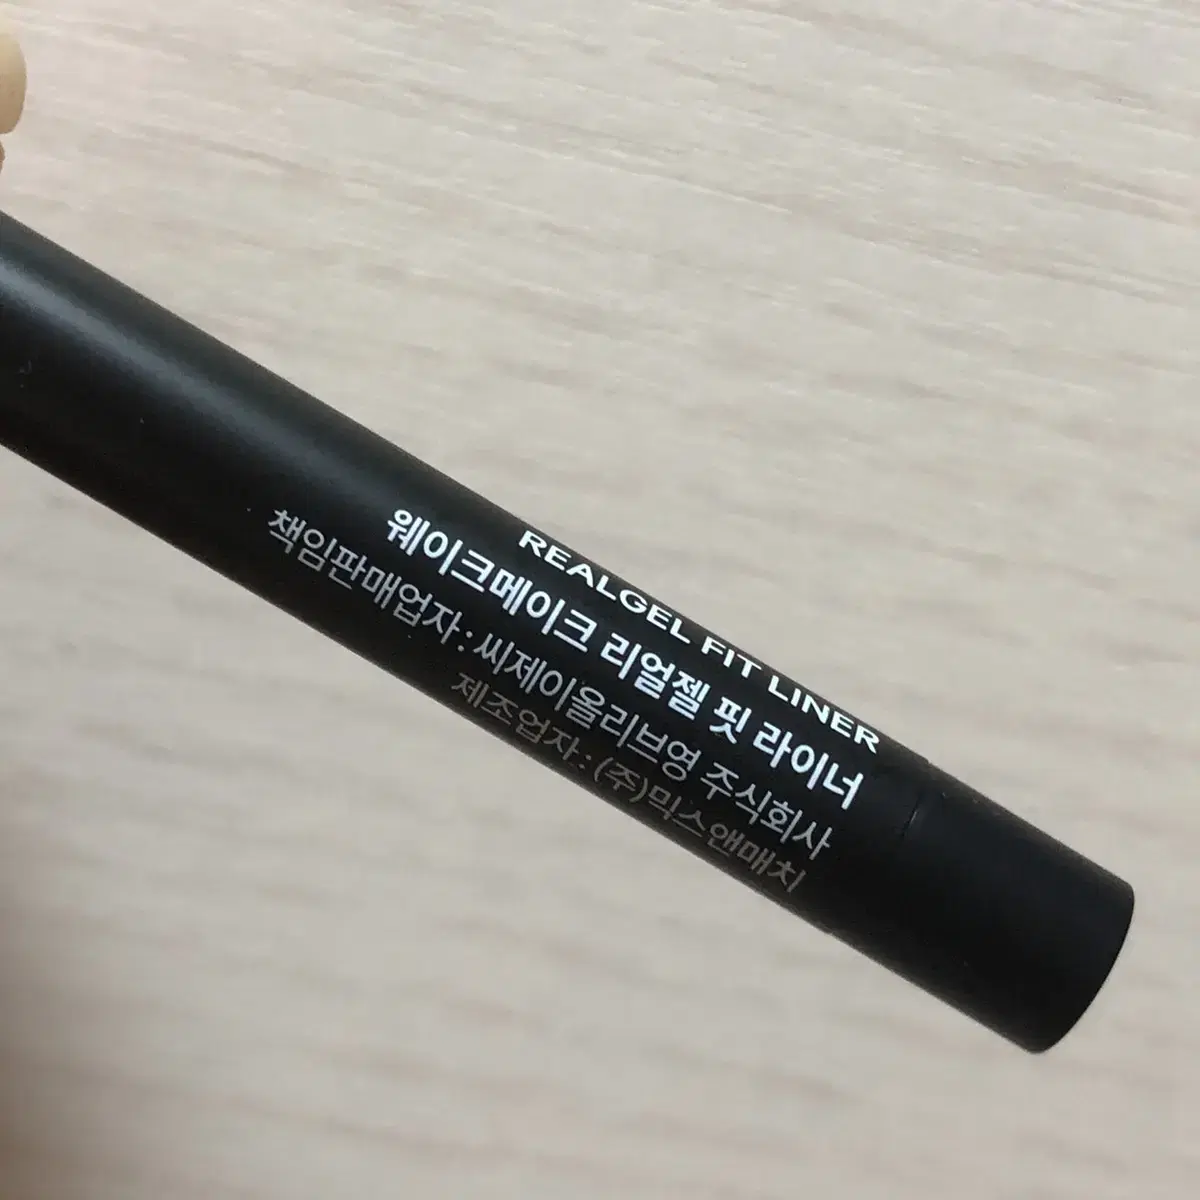 REALGEL FIT LINER
웨이크메이크 리얼젤 핏 라이너
책임판매업자 : 씨제이올리브영 주식회사
제조업자 : (주)믹스앤매치